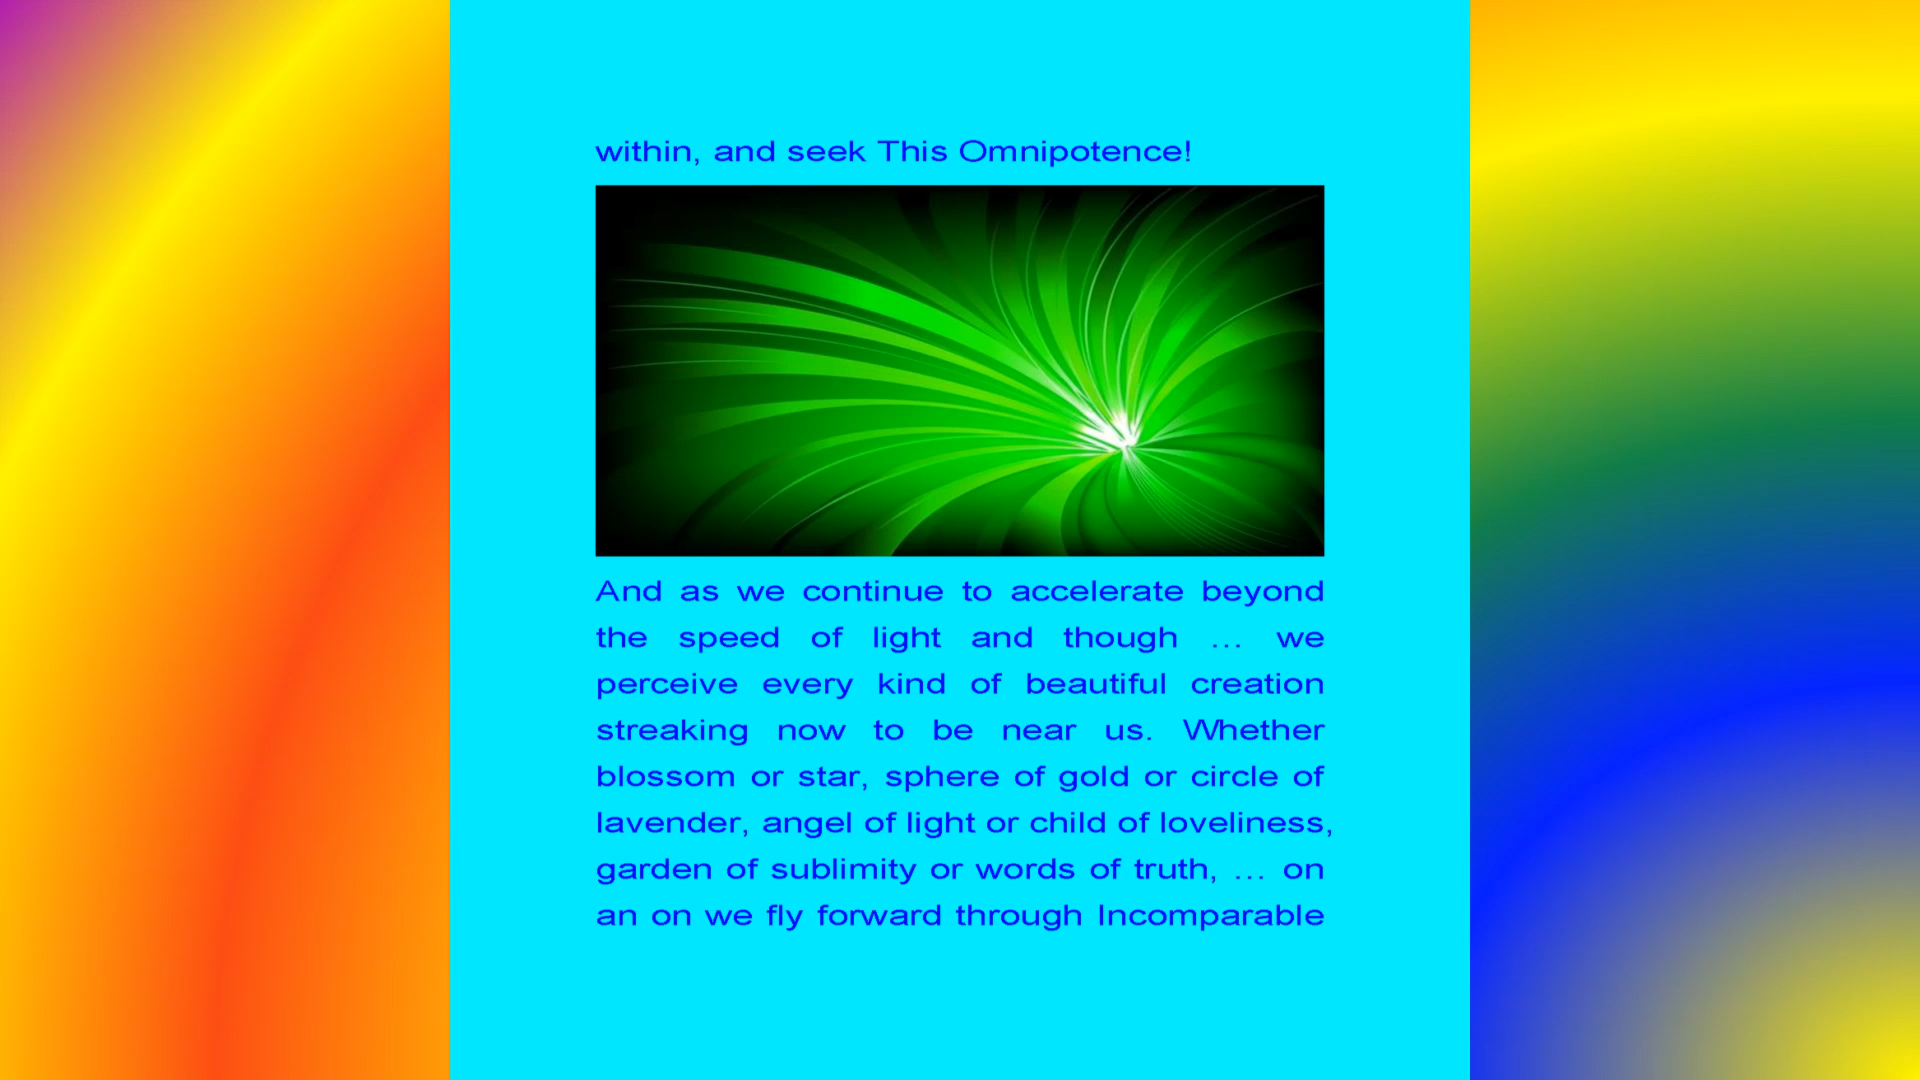 within, and seek This Omnipotence!
And as we continue to accelerate beyond
the speed of light and though … we
perceive every kind of beautiful creation
streaking now to be near us. Whether
blossom or star, sphere of gold or circle of
lavender, angel of light or child of loveliness,
garden of sublimity or words of truth, … on
an on we fly forward through Incomparable